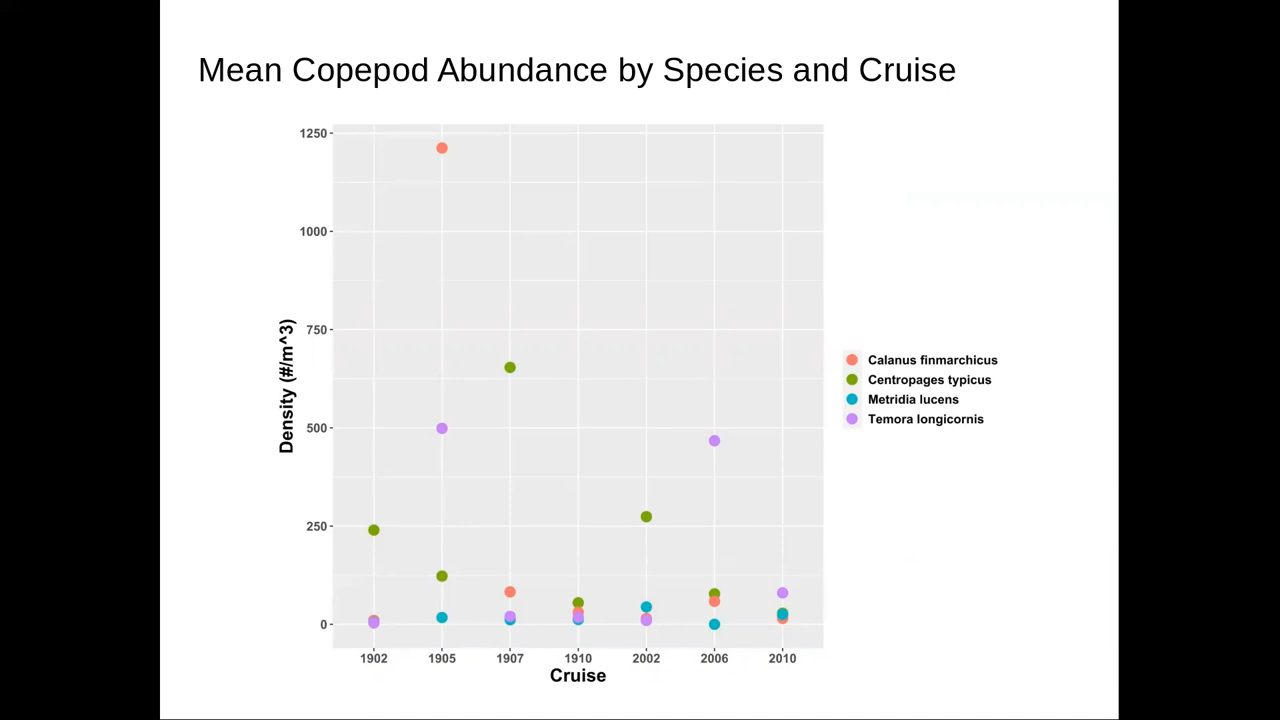 Mean Copepod Abundance by Species and Cruise
1250
1000
750
500
250
0
Density (#/m^3)
1902 1905 1907 1910 2002 2006 2010
Cruise
Calanus finmarchicus
Centropages typicus
Metridia lucens
Temora longicornis